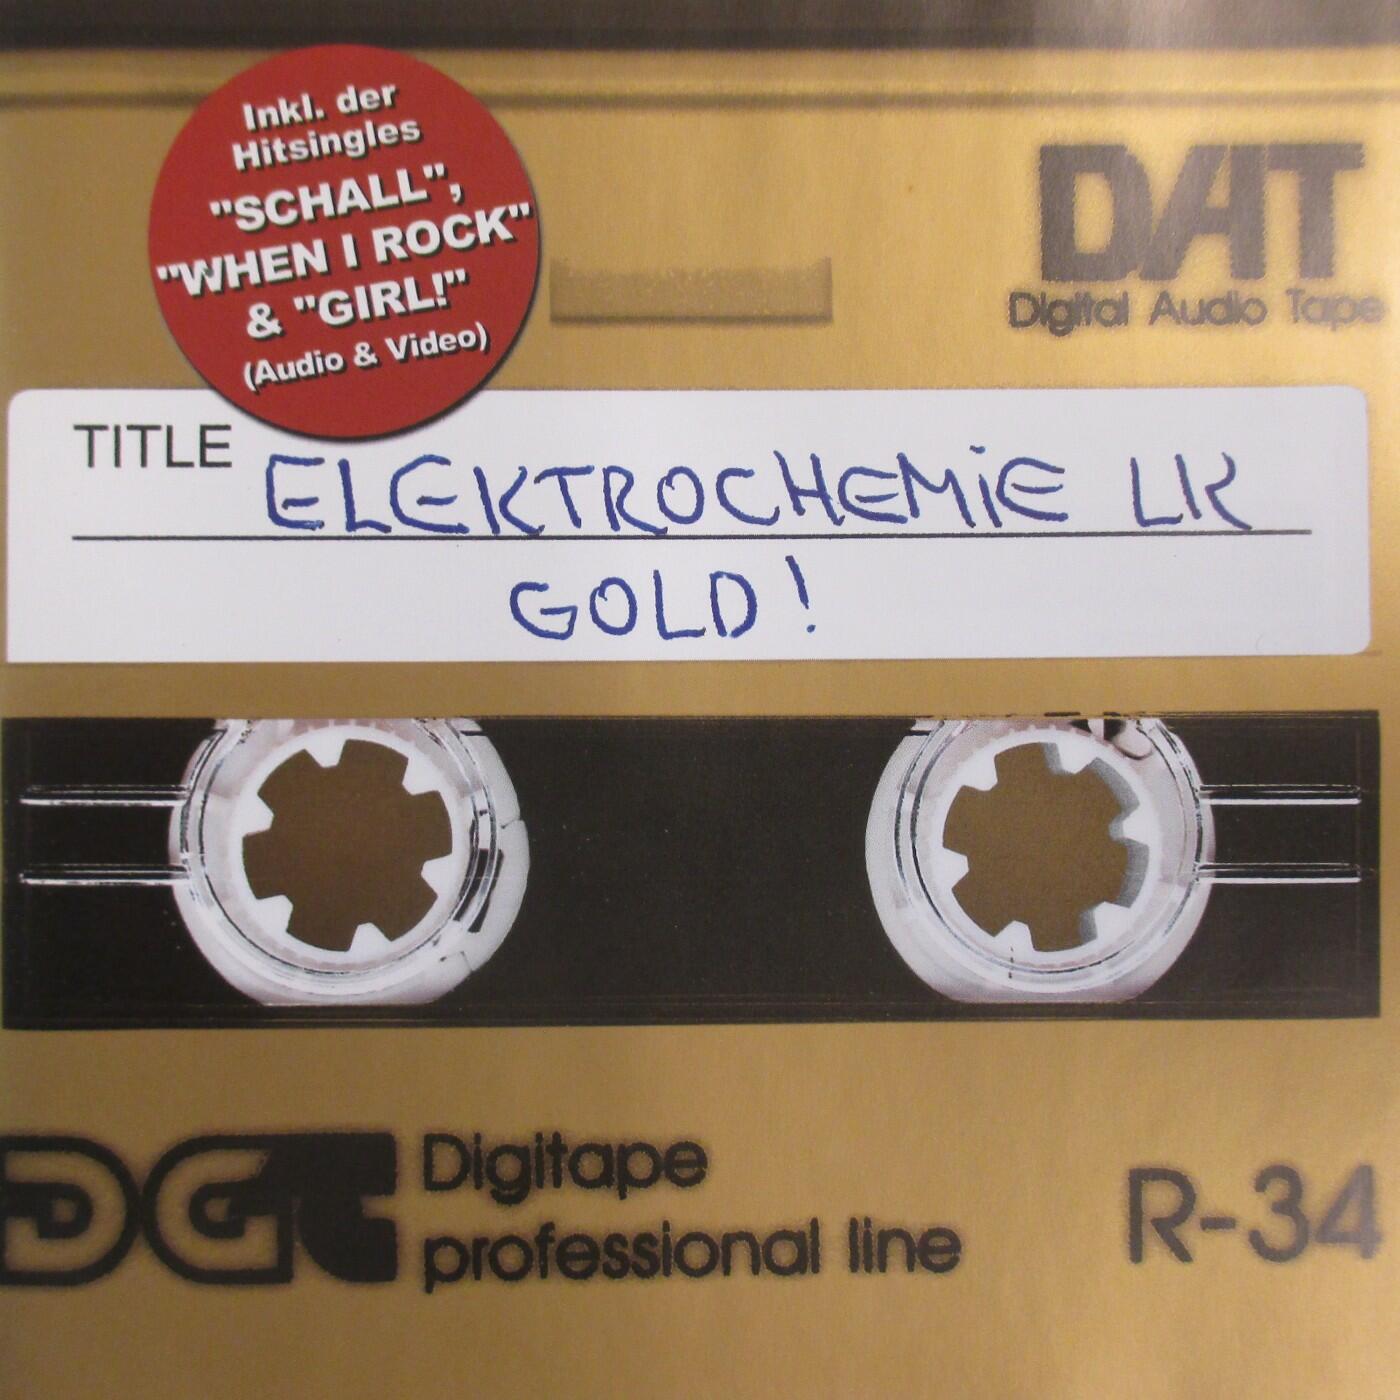 Inkl. der
Hitsingles
"SCHALL",
"WHEN I ROCK"
& "GIRL!"
(Audio & Video)
DAT
Digital Audio Tape
TITLE ELEKTROCHEMIE LK
GOLD!
DGT Digitape
professional line
R-34